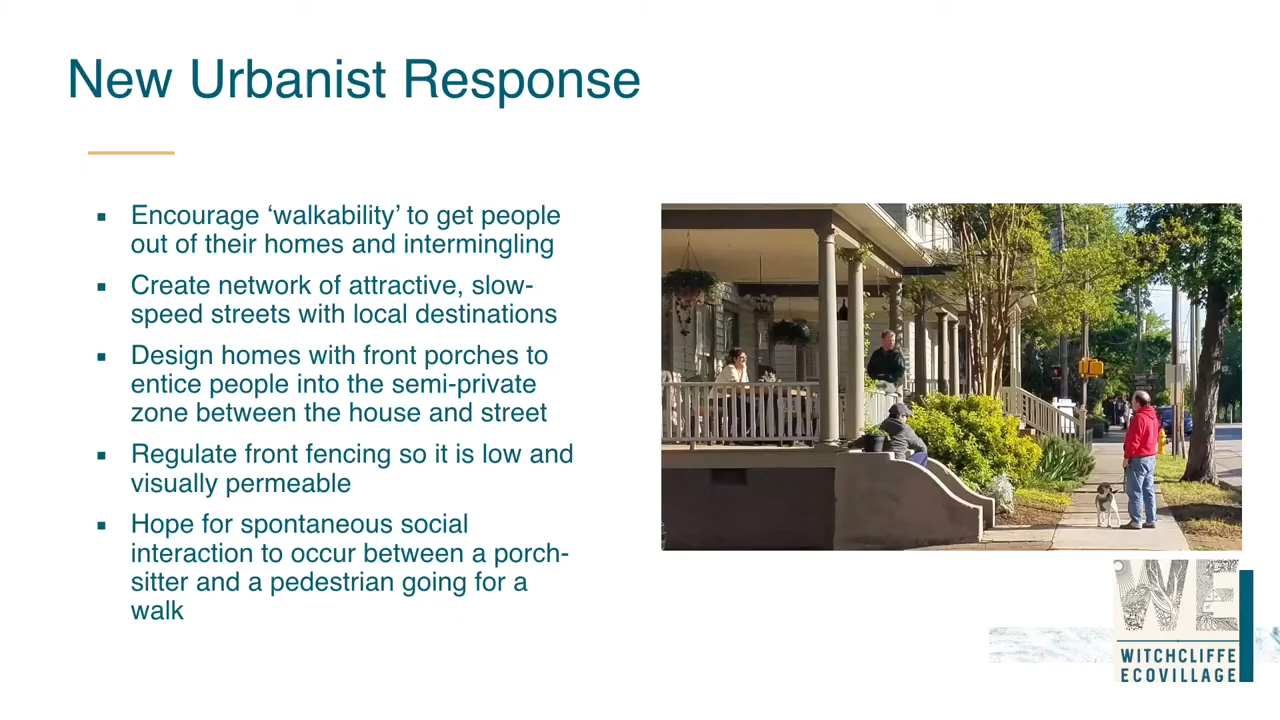 New Urbanist Response
▪ Encourage ‘walkability’ to get people
out of their homes and intermingling
▪ Create network of attractive, slow-
speed streets with local destinations
▪ Design homes with front porches to
entice people into the semi-private
zone between the house and street
▪ Regulate front fencing so it is low and
visually permeable
▪ Hope for spontaneous social
interaction to occur between a porch-
sitter and a pedestrian going for a
walk
WE
WITCHCLIFFE
ECOVILLAGE